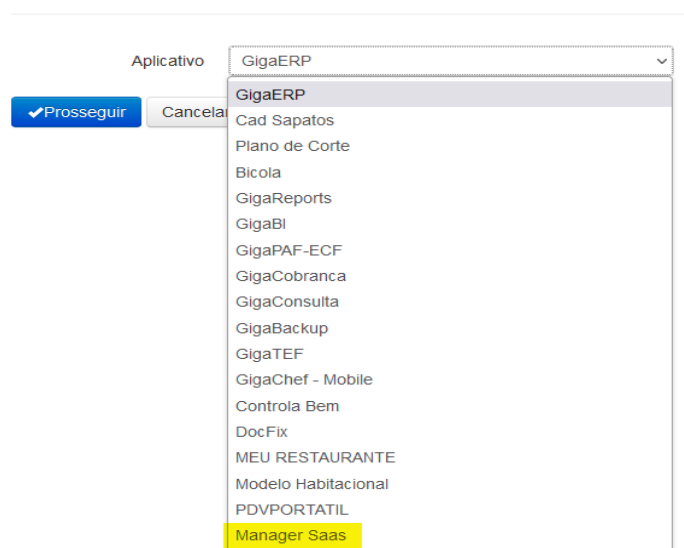 Aplicativo GigaERP
GigaERP
✔Prosseguir Cancelar
Cad Sapatos
Plano de Corte
Bicola
GigaReports
GigaBI
GigaPAF-ECF
GigaCobranca
GigaConsulta
GigaBackup
GigaTEF
GigaChef - Mobile
Controla Bem
DocFix
MEU RESTAURANTE
Modelo Habitacional
PDVPORTATIL
Manager Saas